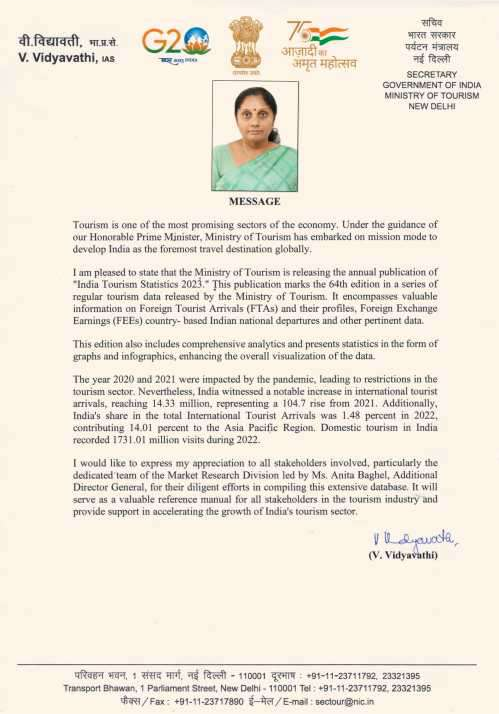 वी.विद्यावती, भा.प्र.से.
V. Vidyavathi, IAS
G20
भारत 2023 INDIA
सत्यमेव जयते
75
आज़ादी का
अमृत महोत्सव
सचिव
भारत सरकार
पर्यटन मंत्रालय
नई दिल्ली
SECRETARY
GOVERNMENT OF INDIA
MINISTRY OF TOURISM
NEW DELHI
MESSAGE
Tourism is one of the most promising sectors of the economy. Under the guidance of
our Honorable Prime Minister, Ministry of Tourism has embarked on mission mode to
develop India as the foremost travel destination globally.
I am pleased to state that the Ministry of Tourism is releasing the annual publication of
"India Tourism Statistics 2023." This publication marks the 64th edition in a series of
regular tourism data released by the Ministry of Tourism. It encompasses valuable
information on Foreign Tourist Arrivals (FTAs) and their profiles, Foreign Exchange
Earnings (FEEs) country- based Indian national departures and other pertinent data.
This edition also includes comprehensive analytics and presents statistics in the form of
graphs and infographics, enhancing the overall visualization of the data.
The year 2020 and 2021 were impacted by the pandemic, leading to restrictions in the
tourism sector. Nevertheless, India witnessed a notable increase in international tourist
arrivals, reaching 14.33 million, representing a 104.7 rise from 2021. Additionally,
India's share in the total International Tourist Arrivals was 1.48 percent in 2022,
contributing 14.01 percent to the Asia Pacific Region. Domestic tourism in India
recorded 1731.01 million visits during 2022.
I would like to express my appreciation to all stakeholders involved, particularly the
dedicated team of the Market Research Division led by Ms. Anita Baghel, Additional
Director General, for their diligent efforts in compiling this extensive database. It will
serve as a valuable reference manual for all stakeholders in the tourism industry and
provide support in accelerating the growth of India's tourism sector.
V Vidyavathi,
(V. Vidyavathi)
परिवहन भवन, 1 संसद मार्ग, नई दिल्ली - 110001 दूरभाष : +91-11-23711792, 23321395
Transport Bhawan, 1 Parliament Street, New Delhi - 110001 Tel : +91-11-23711792, 23321395
फैक्स / Fax : +91-11-23717890 ई-मेल / E-mail : sectour@nic.in